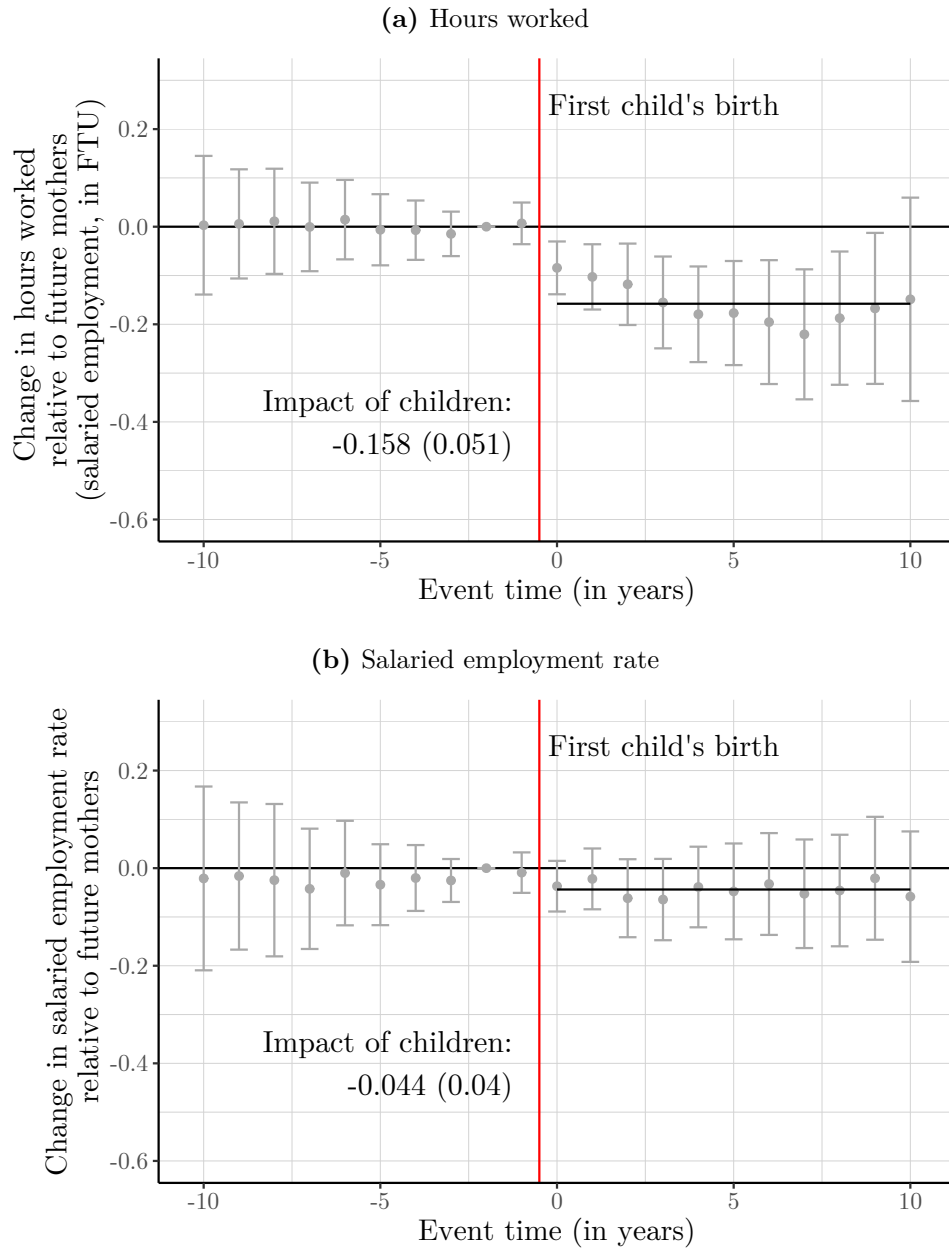 (a) Hours worked
Change in hours worked
relative to future mothers
(salaried employment, in FTU)
0.2
0.0
-0.2
-0.4
-0.6
First child's birth
Impact of children:
-0.158 (0.051)
-10
-5
0
5
10
Event time (in years)
(b) Salaried employment rate
Change in salaried employment rate
relative to future mothers
0.2
0.0
-0.2
-0.4
-0.6
First child's birth
Impact of children:
-0.044 (0.04)
-10
-5
0
5
10
Event time (in years)